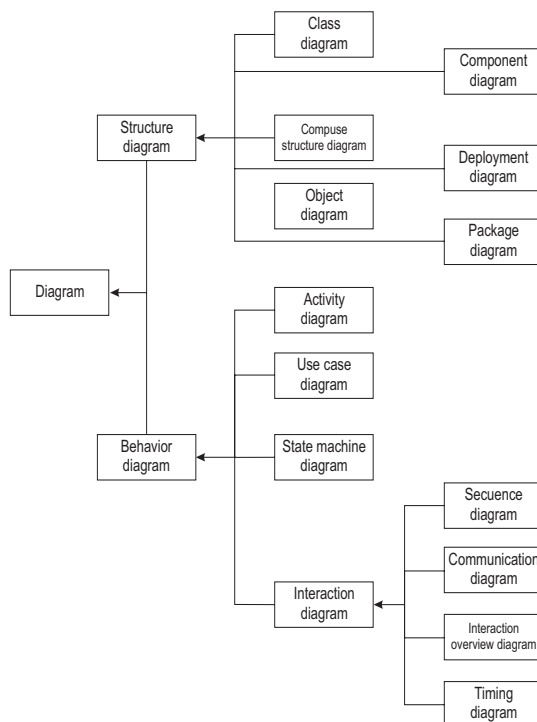 Class
diagram
Component
diagram
Structure
diagram
Compuse
structure diagram
Deployment
diagram
Object
diagram
Package
diagram
Diagram
Activity
diagram
Use case
diagram
Behavior
diagram
State machine
diagram
Secuence
diagram
Communication
diagram
Interaction
diagram
Interaction
overview diagram
Timing
diagram